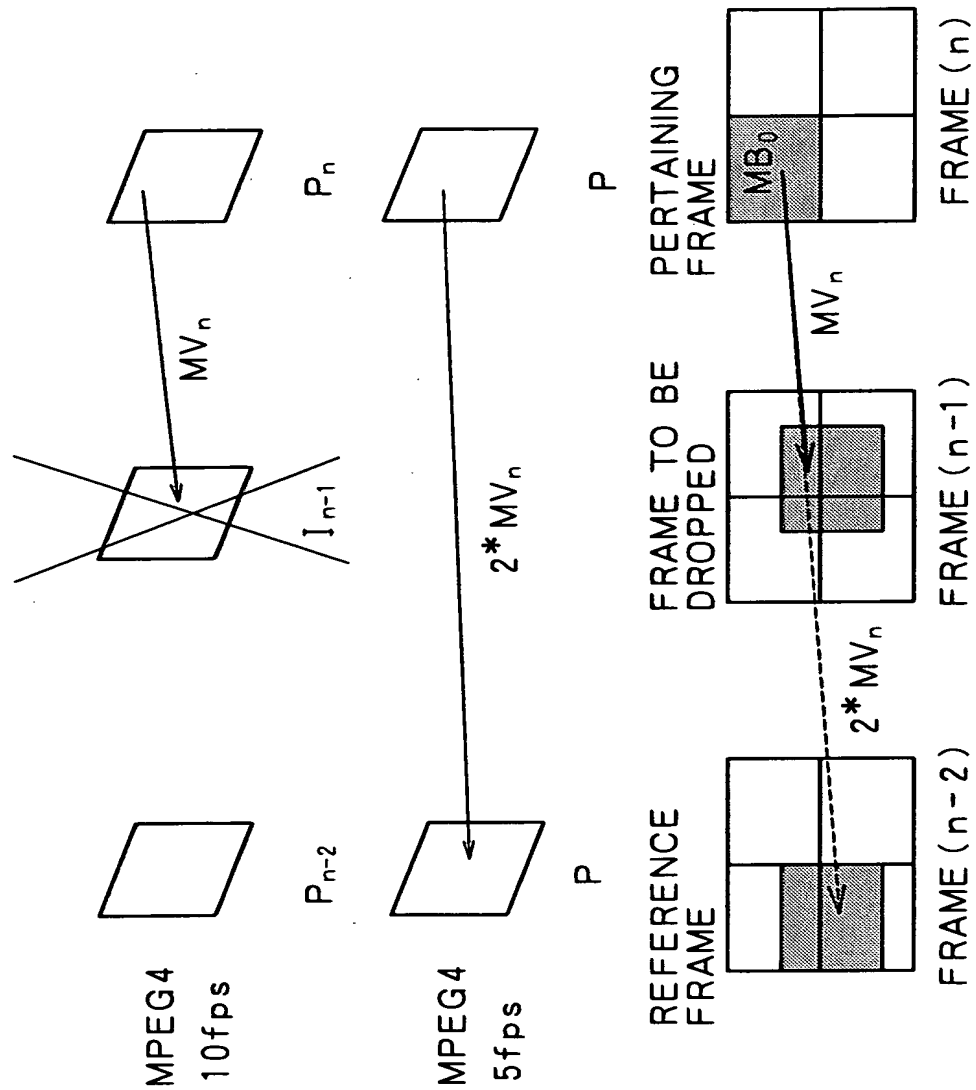 MPEG4
10fps
P_{n-2}
I_{n-1}
P_n
MV_n
MPEG4
5fps
P
P
2*MV_n
REFERENCE
FRAME
FRAME TO BE
DROPPED
PERTAINING
FRAME
MB_0
MV_n
2*MV_n
FRAME (n-2)
FRAME (n-1)
FRAME (n)